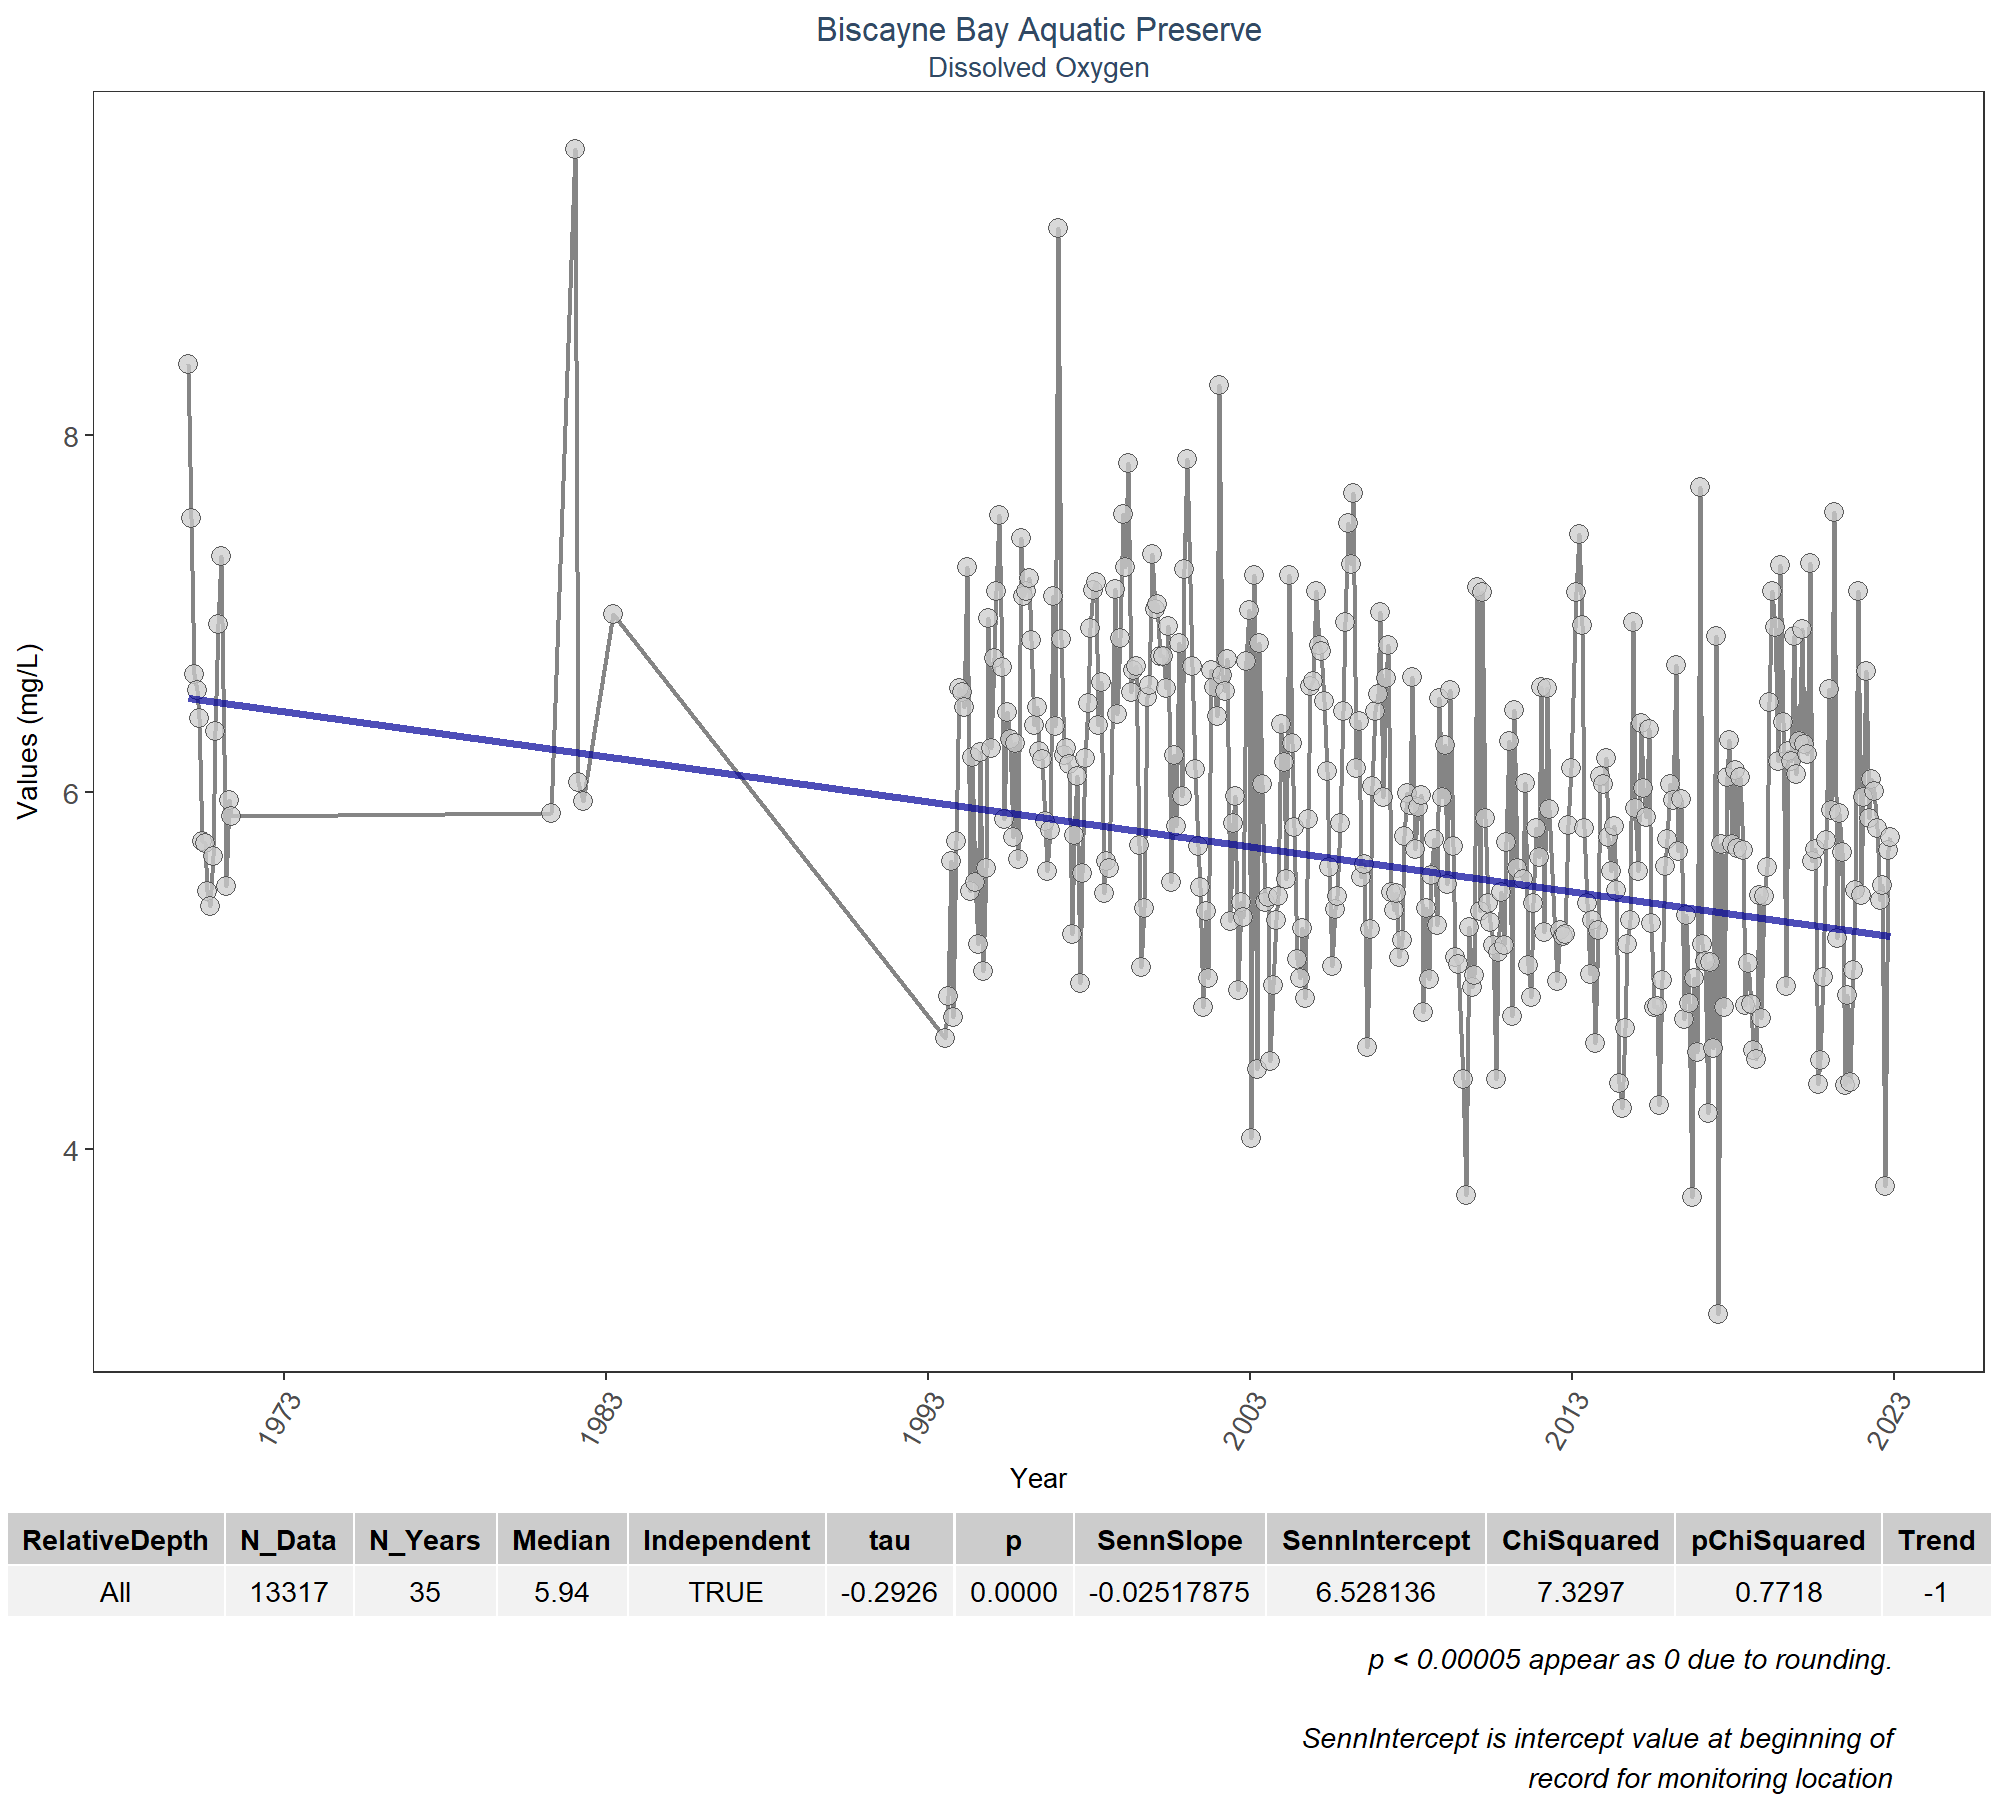 Biscayne Bay Aquatic Preserve
Dissolved Oxygen
Values (mg/L)
8
6
4
1973 1983 1993 2003 2013 2023
Year
RelativeDepth N_Data N_Years Median Independent tau p SennSlope SennIntercept ChiSquared pChiSquared Trend
All 13317 35 5.94 TRUE -0.2926 0.0000 -0.02517875 6.528136 7.3297 0.7718 -1
p < 0.00005 appear as 0 due to rounding.
SennIntercept is intercept value at beginning of
record for monitoring location